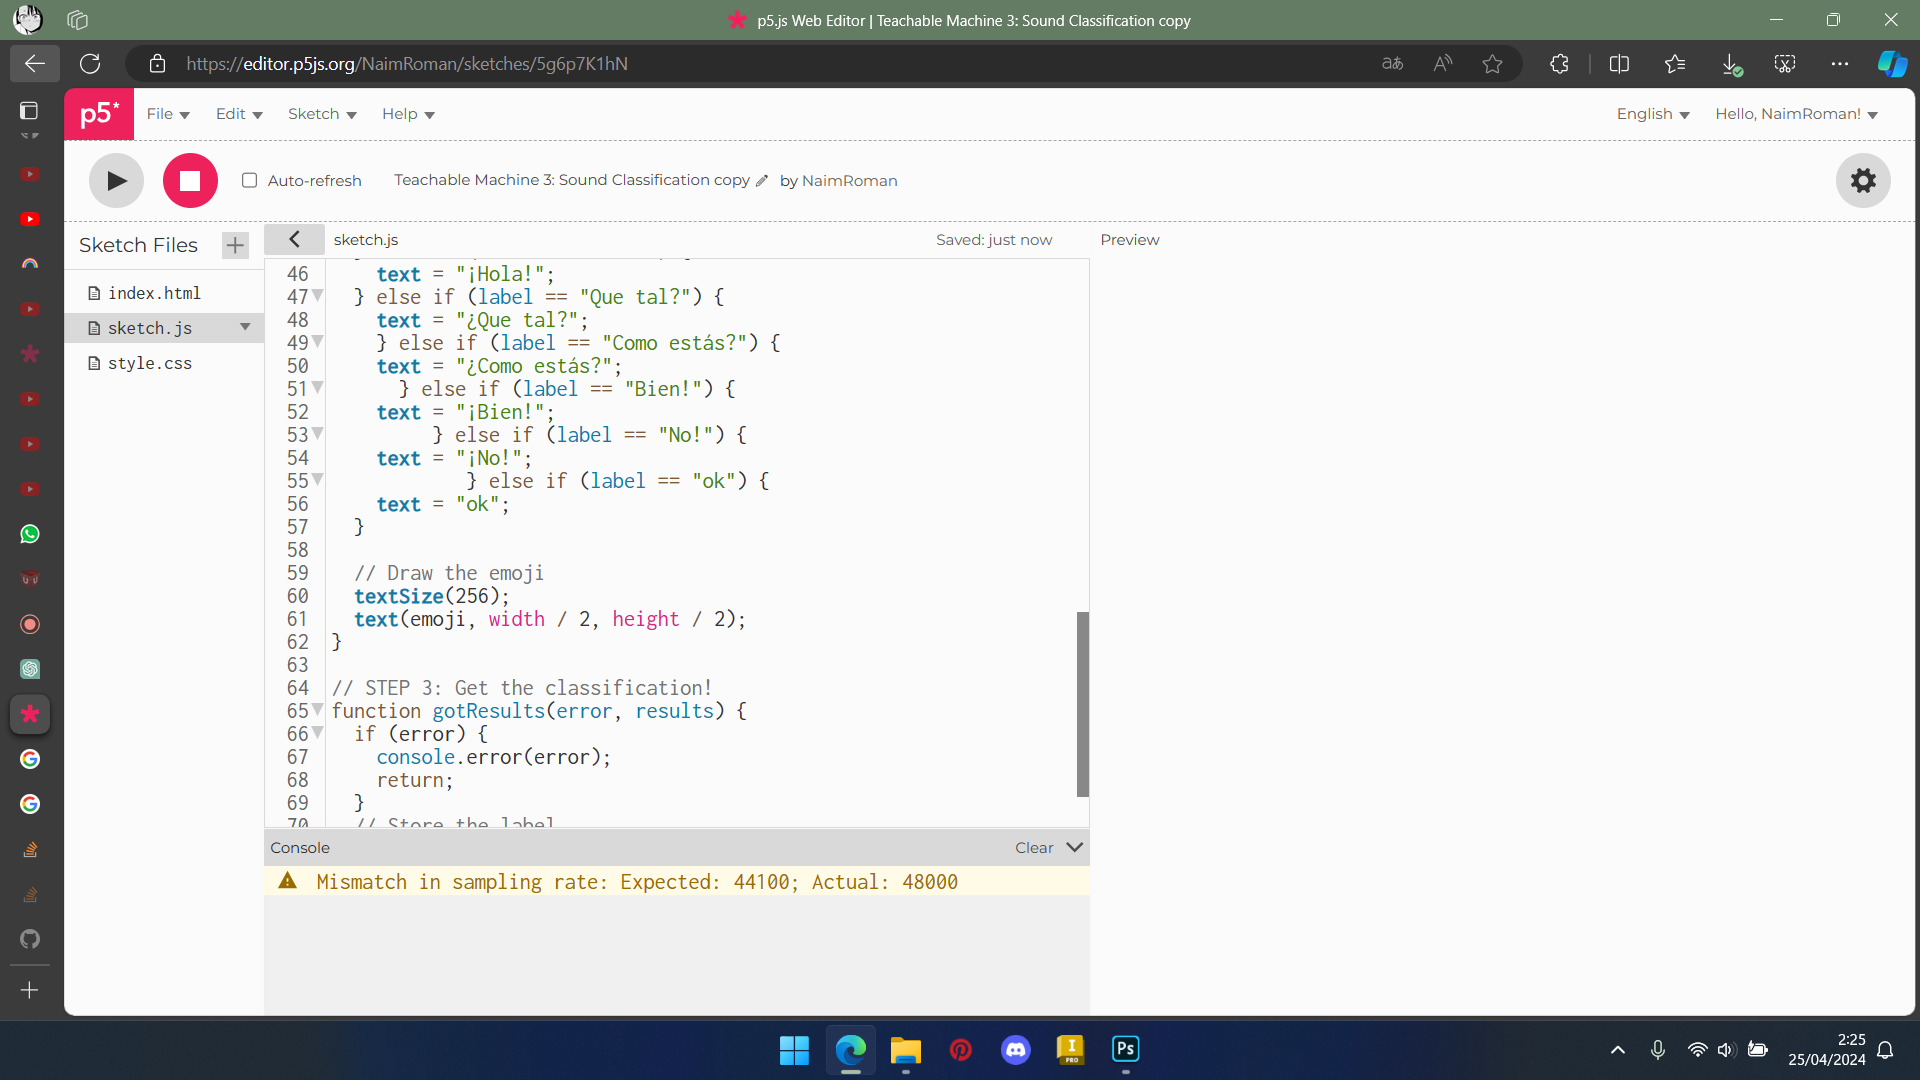 p5.js Web Editor | Teachable Machine 3: Sound Classification copy
https://editor.p5js.org/NaimRoman/sketches/5g6p7K1hN
p5* File Edit Sketch Help English Hello, NaimRoman!
Auto-refresh Teachable Machine 3: Sound Classification copy by NaimRoman
Sketch Files + sketch.js Saved: just now Preview
index.html
sketch.js
style.css
46 text = "¡Hola!";
47 } else if (label == "Que tal?") {
48 text = "¿Que tal?";
49 } else if (label == "Como estás?") {
50 text = "¿Como estás?";
51 } else if (label == "Bien!") {
52 text = "¡Bien!";
53 } else if (label == "No!") {
54 text = "¡No!";
55 } else if (label == "ok") {
56 text = "ok";
57 }
58
59 // Draw the emoji
60 textSize(256);
61 text(emoji, width / 2, height / 2);
62 }
63
64 // STEP 3: Get the classification!
65 function gotResults(error, results) {
66 if (error) {
67 console.error(error);
68 return;
69 }
70 // Store the label
Console Clear
Mismatch in sampling rate: Expected: 44100; Actual: 48000
I PRO Ps
2:25
25/04/2024